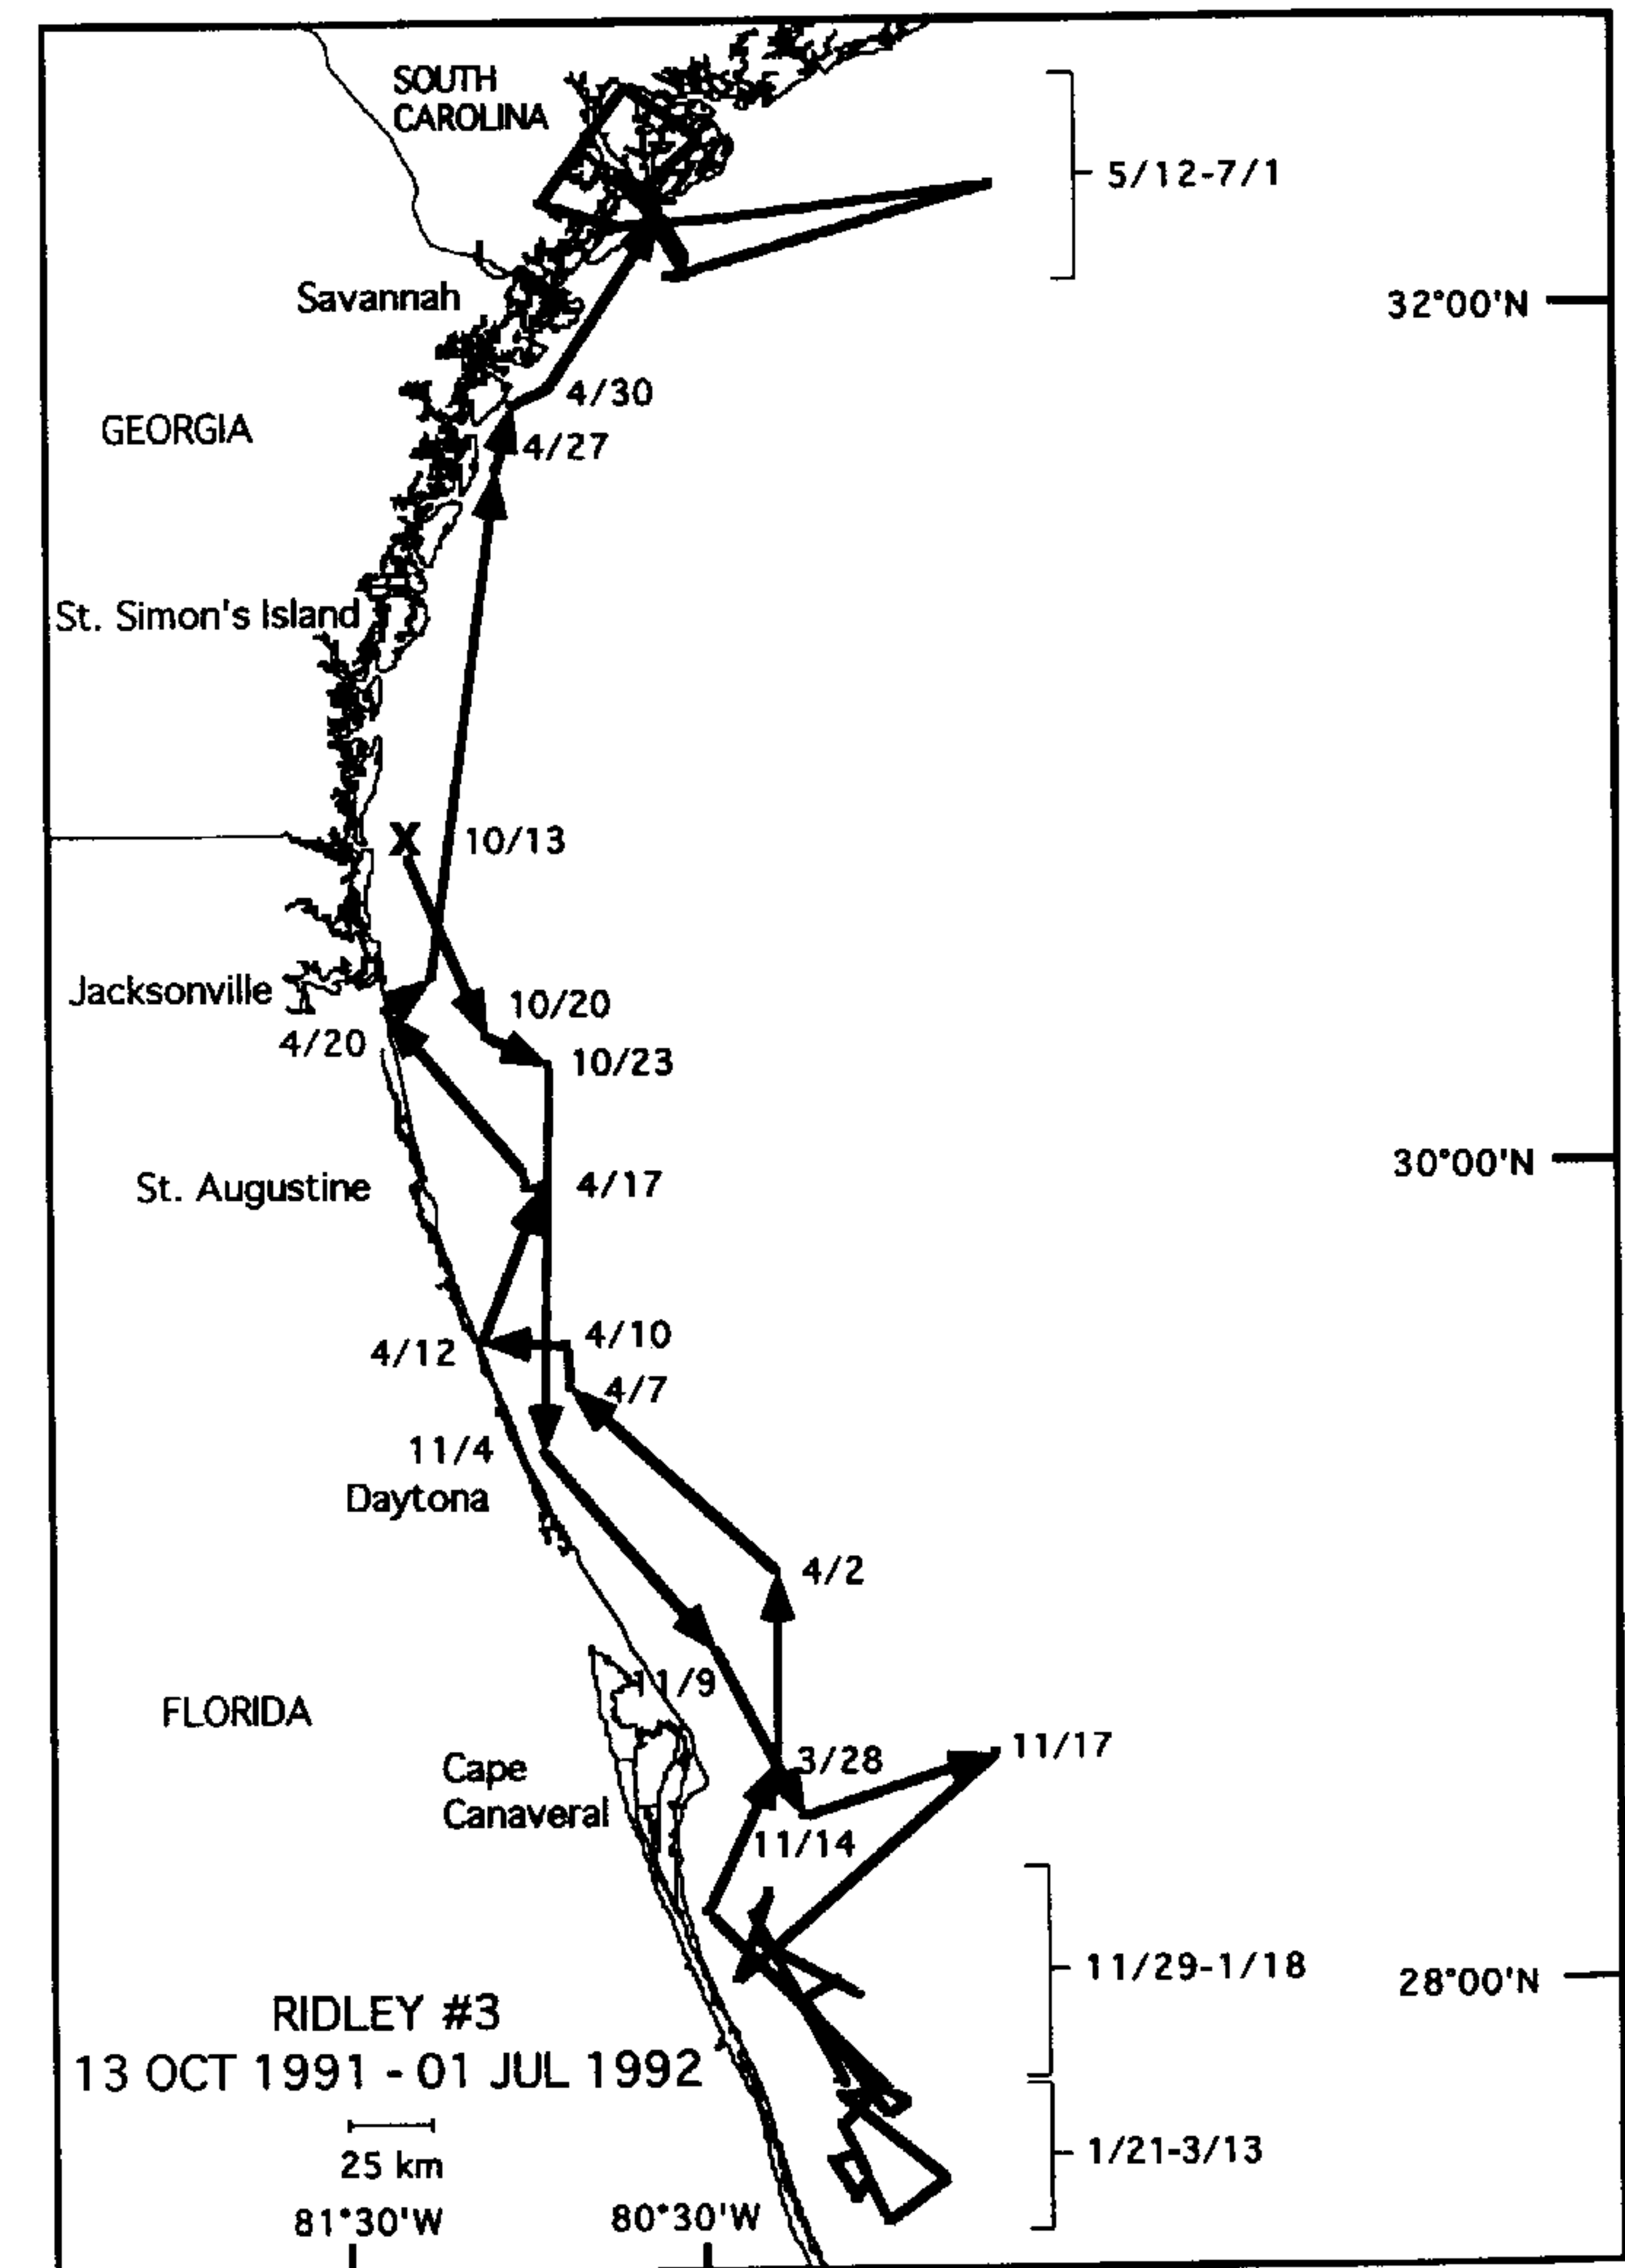 SOUTH
CAROLINA
5/12-7/1
Savannah
32°00'N
4/30
GEORGIA
4/27
St. Simon's Island
X
10/13
Jacksonville
10/20
4/20
10/23
30°00'N
St. Augustine
4/17
4/10
4/12
4/7
11/4
Daytona
4/2
11/9
FLORIDA
11/17
3/28
Cape
Canaveral
11/14
11/29-1/18
28°00'N
RIDLEY #3
13 OCT 1991 - 01 JUL 1992
1/21-3/13
25 km
81°30'W
80°30'W